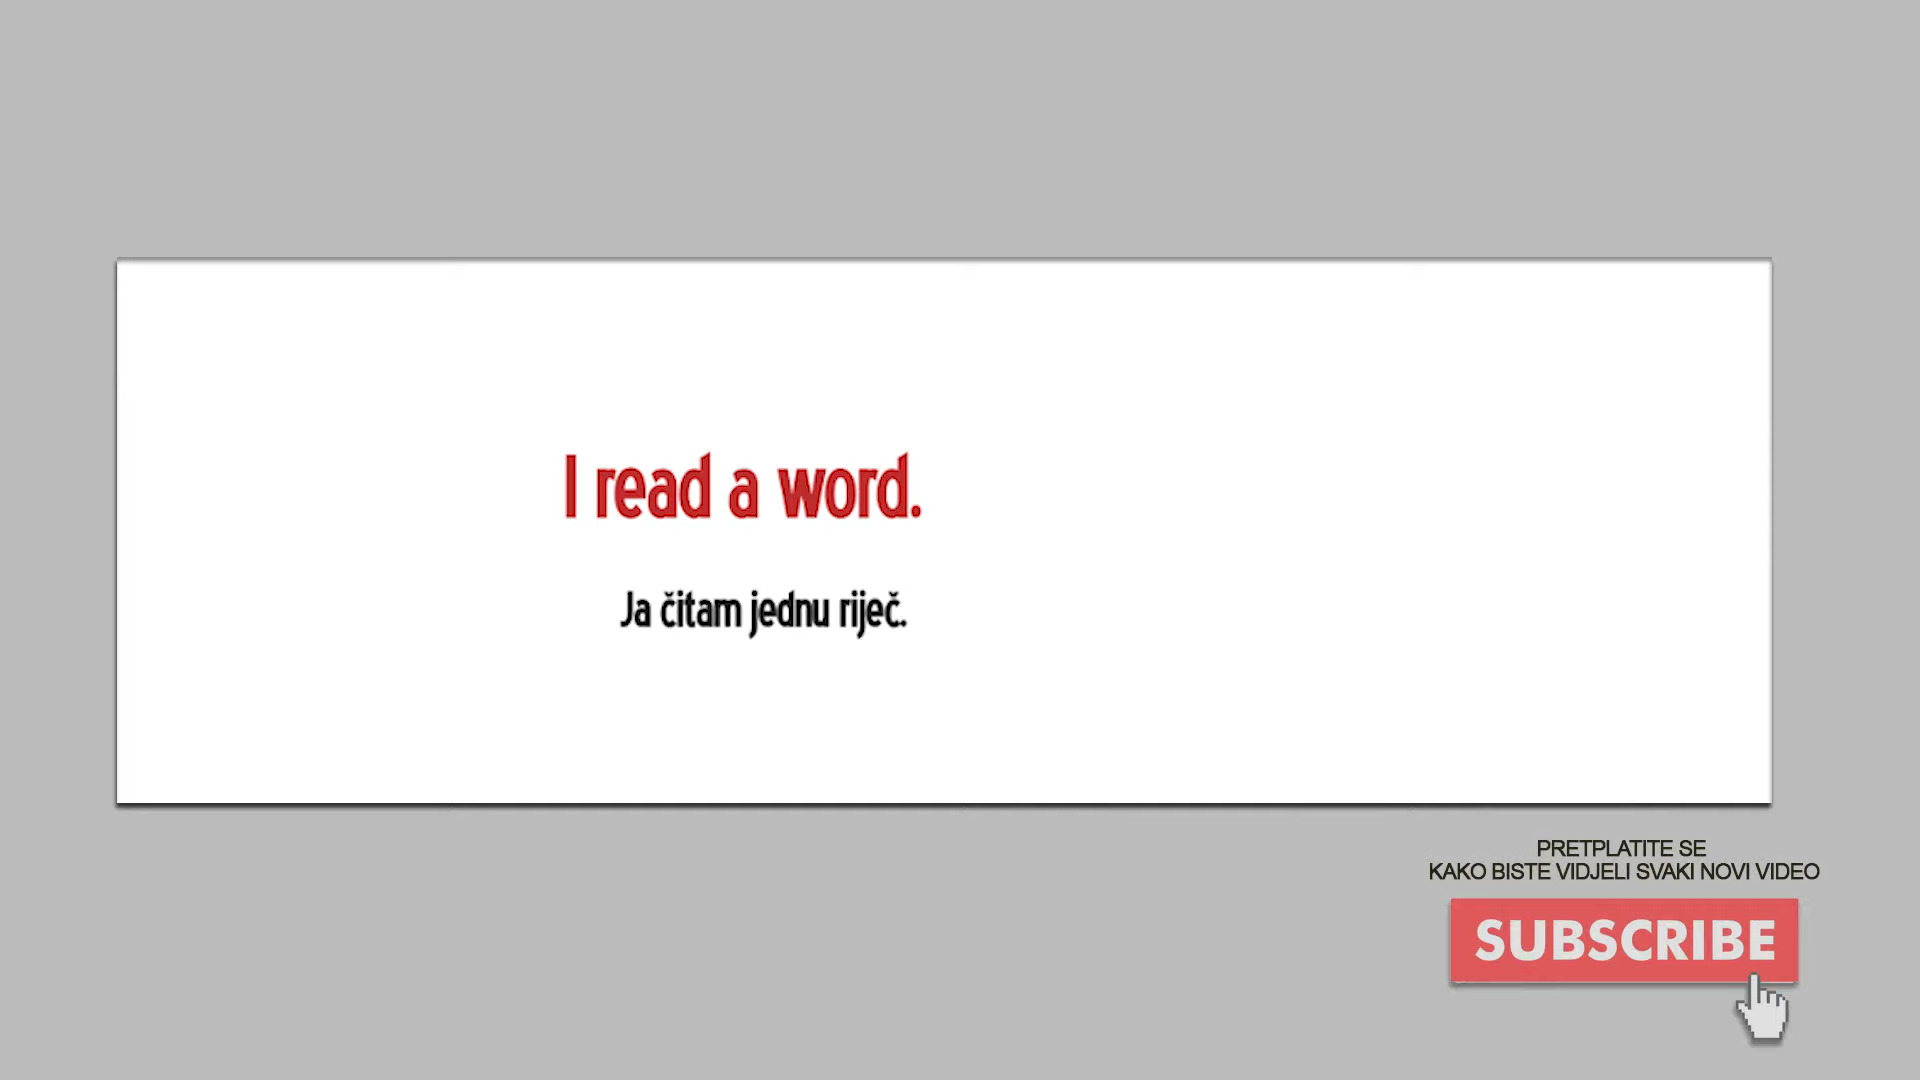 I read a word.
Ja čitam jednu riječ.
PRETPLATITE SE
KAKO BISTE VIDJELI SVAKI NOVI VIDEO
SUBSCRIBE